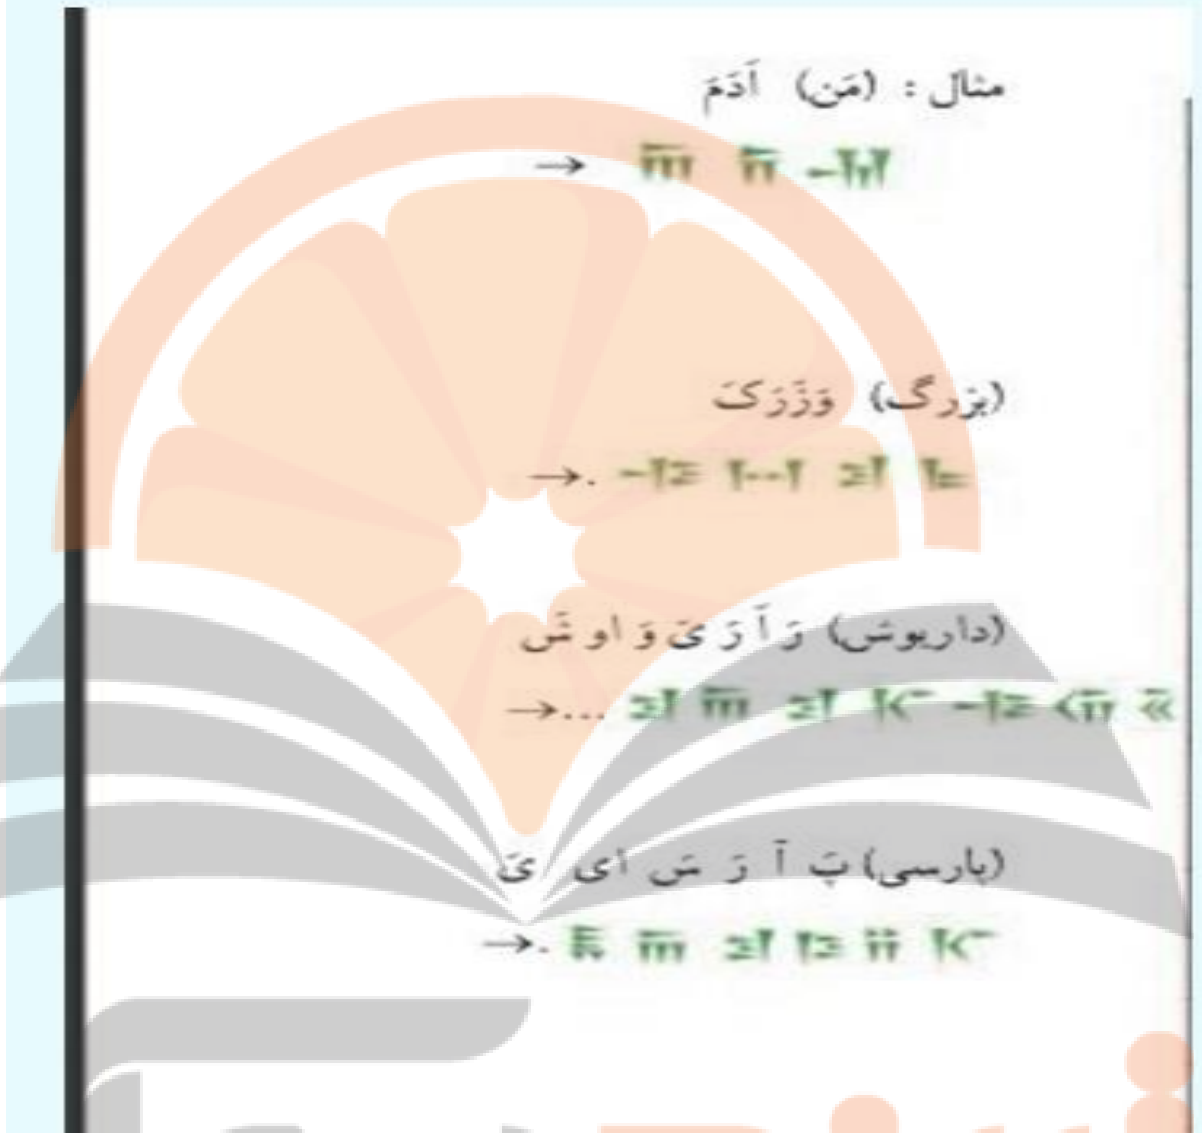 مثال : (مَن) اَدَمَ
→ 𐎠 𐎭 𐎶
(بزرگ) وَزَرَکَ
→. 𐎺 𐏀 𐎼 𐎣
(داریوش) رَ آ رَ یَ وَ او شَ
→... 𐎼 𐎠 𐎼 𐎹 𐎺 𐎢 𐏁
(پارسی) پَ آ رَ سَ ای یَ
→. 𐎱 𐎠 𐎼 𐎿 𐎡 𐎹